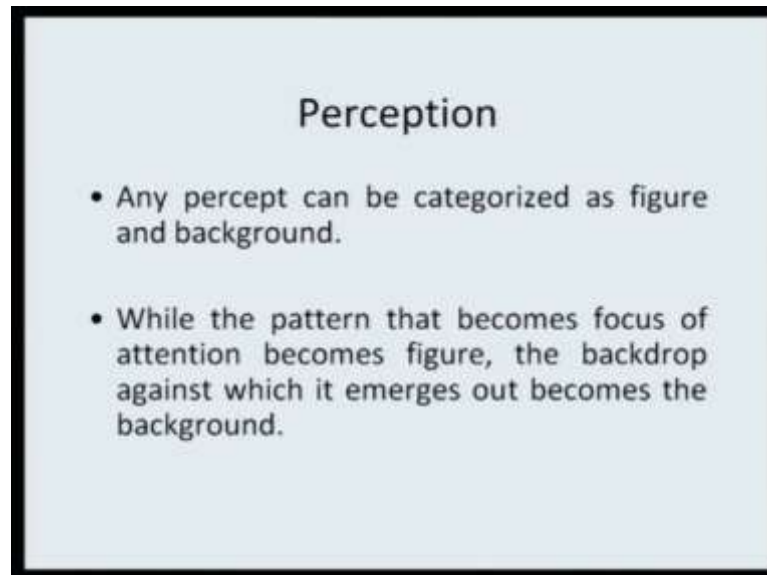 Perception
• Any percept can be categorized as figure
and background.
• While the pattern that becomes focus of
attention becomes figure, the backdrop
against which it emerges out becomes the
background.